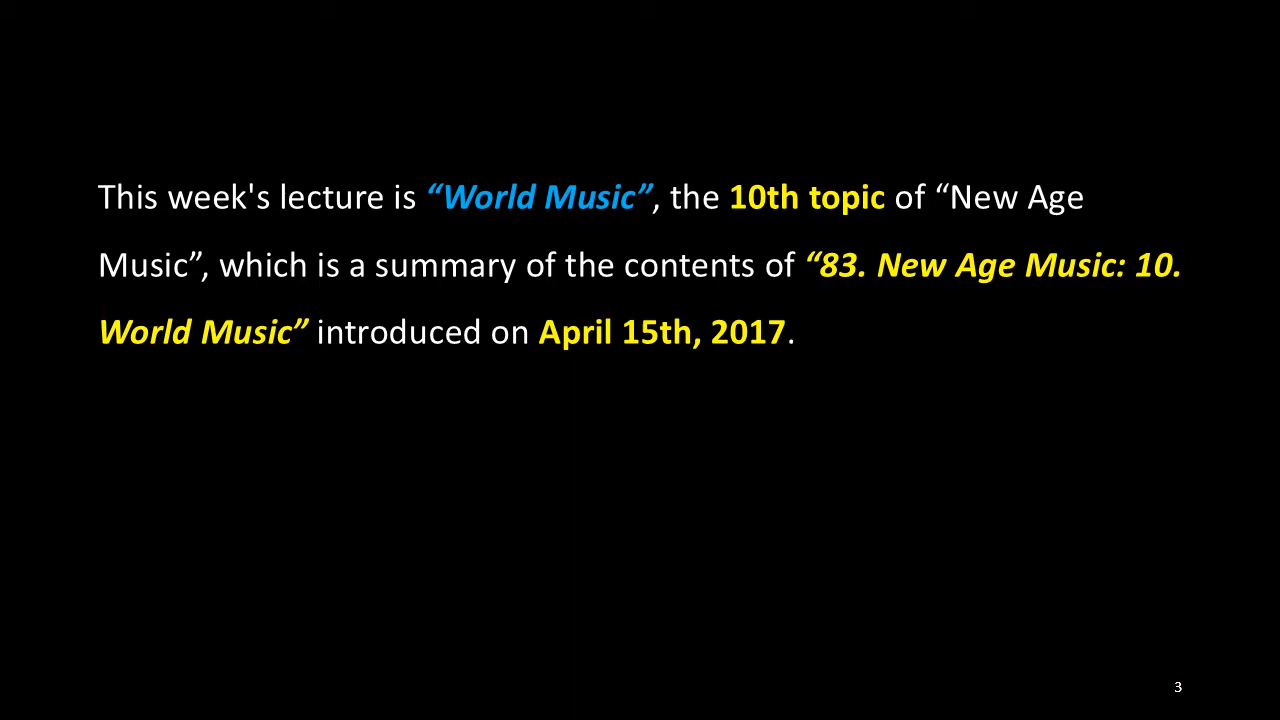 This week's lecture is “World Music”, the 10th topic of “New Age
Music”, which is a summary of the contents of “83. New Age Music: 10.
World Music” introduced on April 15th, 2017.
3